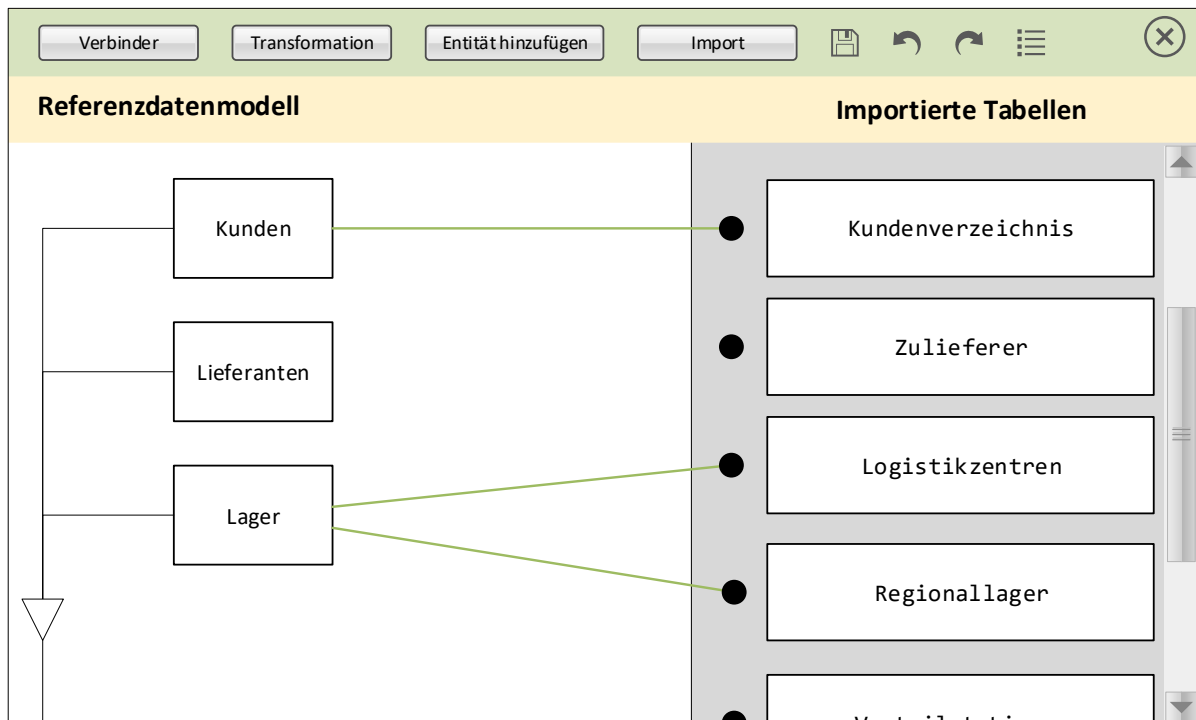 Verbinder
Transformation
Entität hinzufügen
Import
Referenzdatenmodell
Importierte Tabellen
Kunden
Kundenverzeichnis
Zulieferer
Lieferanten
Logistikzentren
Lager
Regionallager